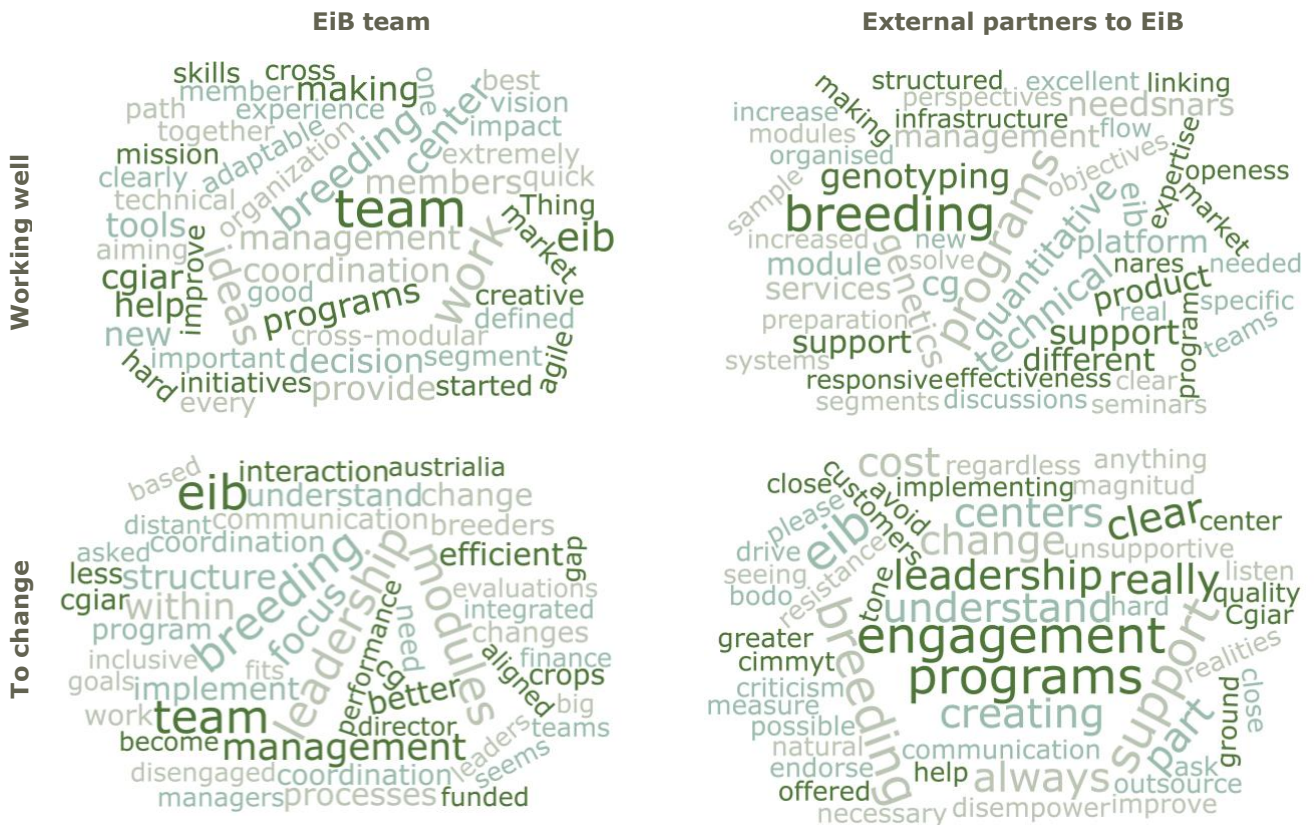 EiB team
External partners to EiB
Working well
skills cross one best
member making
path experience center vision
together adaptable organization breeding impact
mission extremely
clearly members quick
technical team Thing
tools management work market eib
aiming improve ideas
cgiar coordination
help good programs creative
new cross-modular defined
hard important decision segment agile
initiatives provide started
every
making structured excellent linking
increase perspectives needs nars
modules infrastructure management flow
organised objectives expertise
sample genotyping programs quantitative eib openess
breeding market
increased genetics new technical platform
module solve nares needed
services cg product
preparation real program specific
support support teams
systems different
responsive effectiveness clear
segments discussions seminars
To change
based interaction austrialia
eib understand change
distant communication breeders
asked coordination breeding leadership modules efficient gap
less structure focus evaluations
cgiar within performance need integrated
program changes
inclusive fits cg aligned finance
goals implement better crops
work team director leaders big
become management seems teams
disengaged coordination
managers processes funded
close customers avoid cost regardless anything
implementing magnitud
please eib centers clear center
drive resistance change unsupportive
seeing tone leadership really listen
bodo understand hard quality
breeding engagement support Cgiar
greater realities
cimmyt programs ground close
criticism creating part
measure
possible
natural communication
endorse help always ask
offered outsource
necessary disempower improve